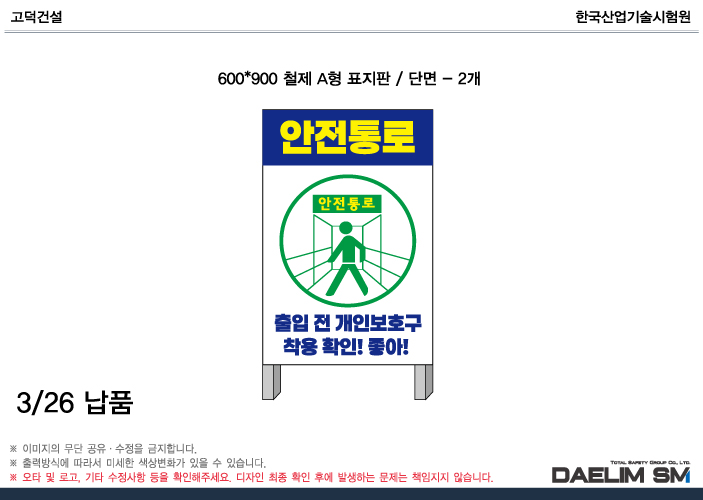 고덕건설
한국산업기술시험원
600*900 철제 A형 표지판 / 단면 - 2개
안전통로
안전통로
출입 전 개인보호구
착용 확인! 좋아!
3/26 납품
※ 이미지의 무단 공유 · 수정을 금지합니다.
※ 출력방식에 따라서 미세한 색상변화가 있을 수 있습니다.
※ 오타 및 로고, 기타 수정사항 등을 확인해주세요. 디자인 최종 확인 후에 발생하는 문제는 책임지지 않습니다.
Total Safety Group Co., Ltd.
DAELIM SM